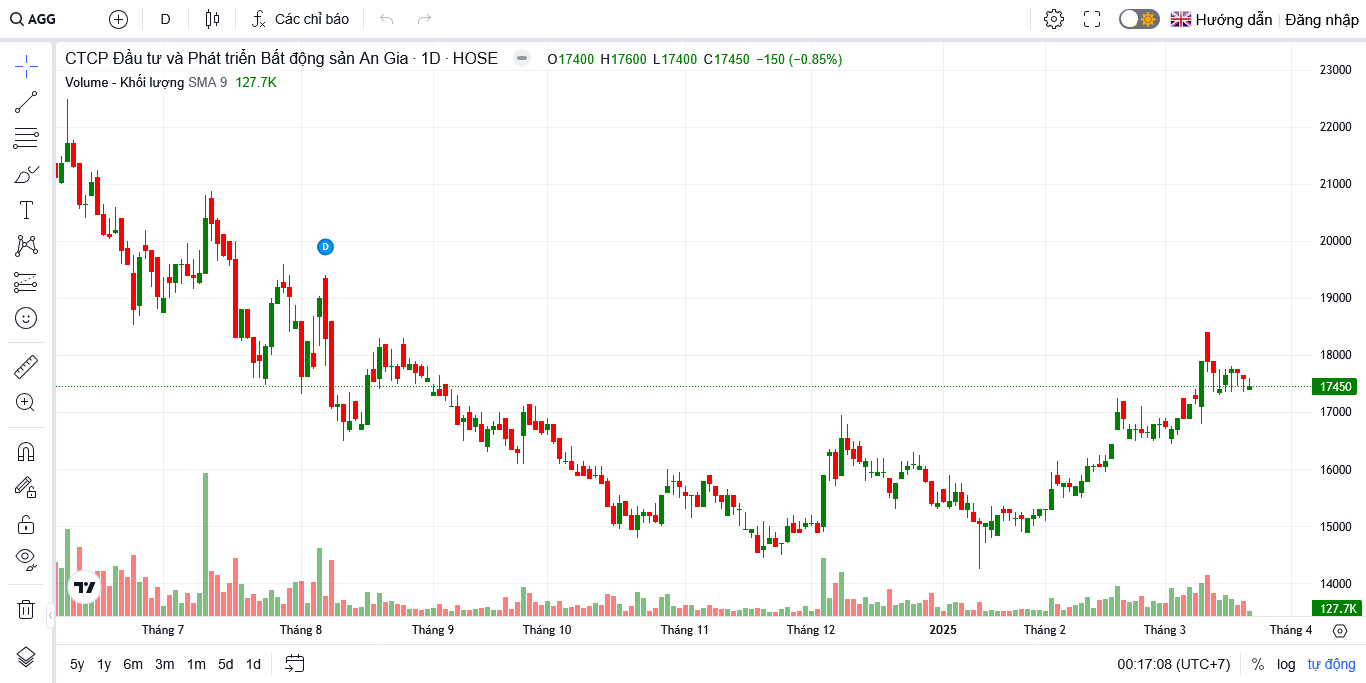 AGG D Các chỉ báo Hướng dẫn Đăng nhập
CTCP Đầu tư và Phát triển Bất động sản An Gia · 1D · HOSE O17400 H17600 L17400 C17450 −150 (−0.85%)
Volume - Khối lượng SMA 9 127.7K
23000
22000
21000
20000
D
19000
18000
17450
17000
16000
15000
14000
127.7K
Tháng 7 Tháng 8 Tháng 9 Tháng 10 Tháng 11 Tháng 12 2025 Tháng 2 Tháng 3 Tháng 4
5y 1y 6m 3m 1m 5d 1d 00:17:08 (UTC+7) % log tự động